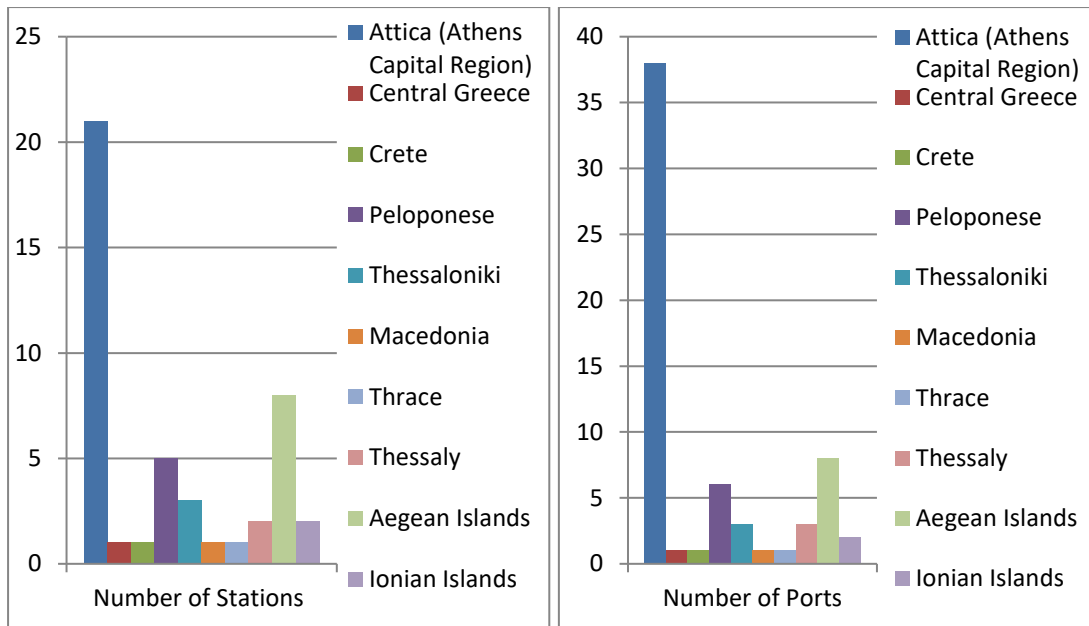 25
20
15
10
5
0
Number of Stations
Attica (Athens
Capital Region)
Central Greece
Crete
Peloponese
Thessaloniki
Macedonia
Thrace
Thessaly
Aegean Islands
Ionian Islands
40
35
30
25
20
15
10
5
0
Number of Ports
Attica (Athens
Capital Region)
Central Greece
Crete
Peloponese
Thessaloniki
Macedonia
Thrace
Thessaly
Aegean Islands
Ionian Islands